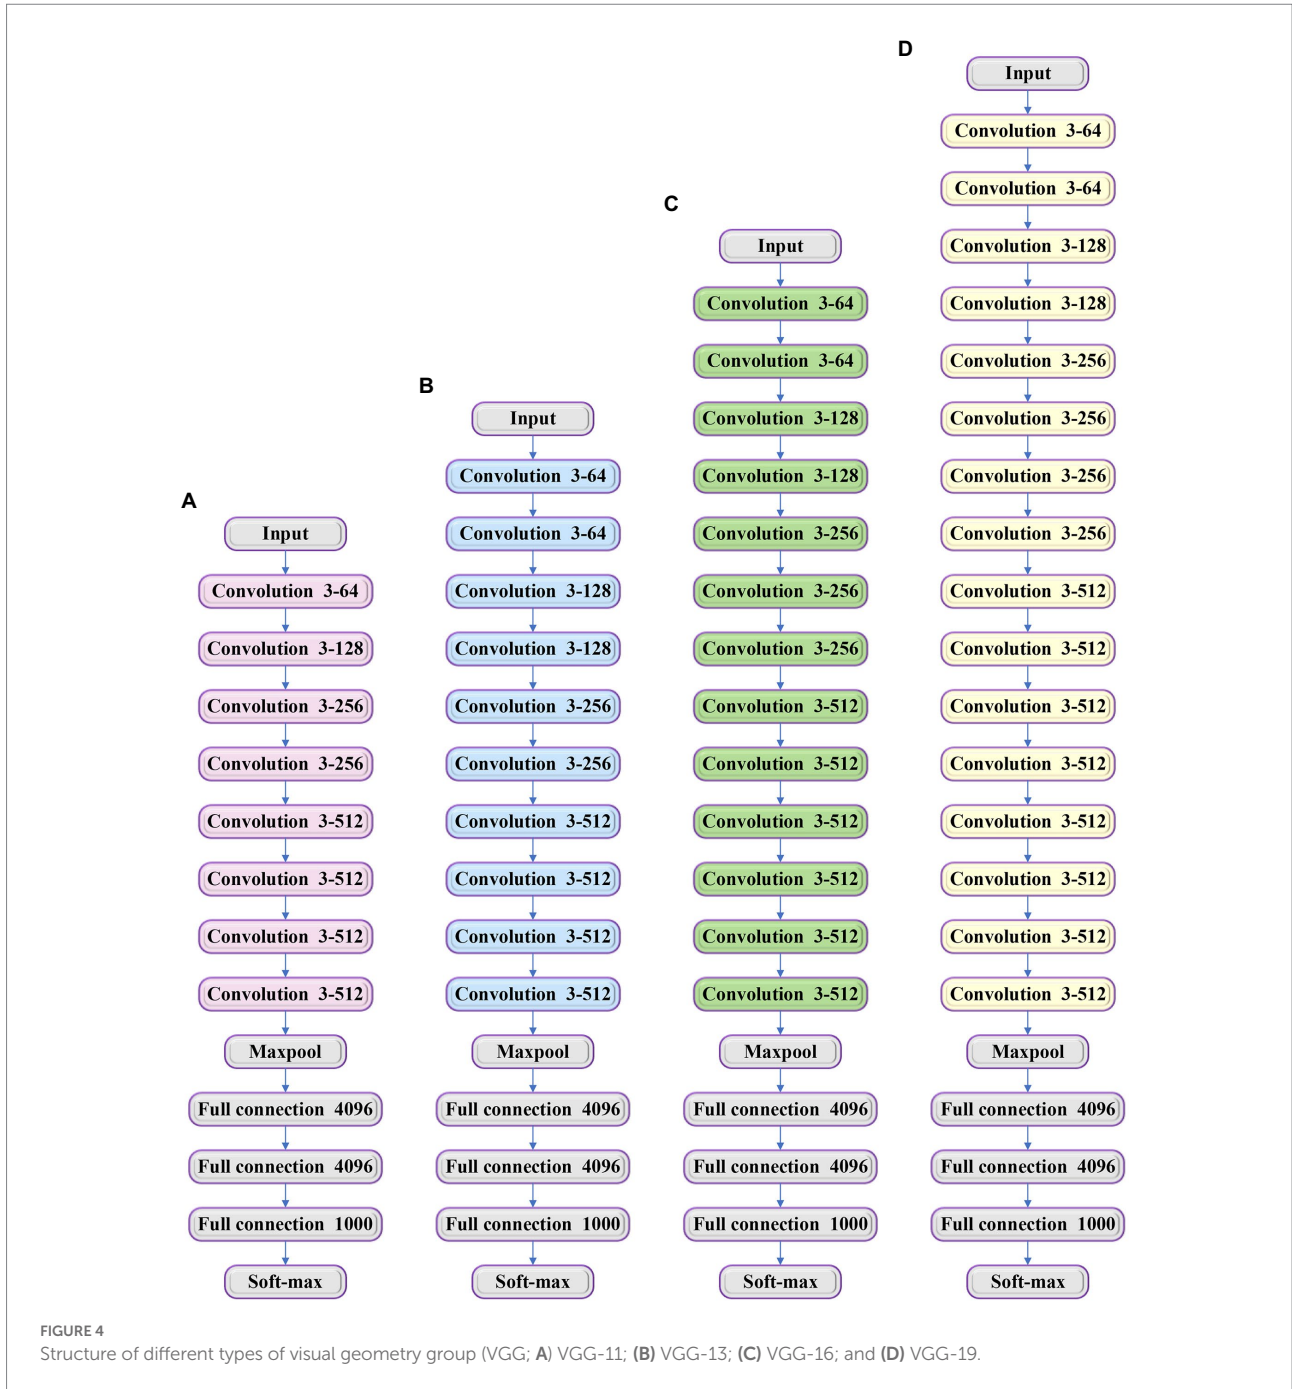 A
Input
Convolution 3-64
Convolution 3-128
Convolution 3-256
Convolution 3-256
Convolution 3-512
Convolution 3-512
Convolution 3-512
Convolution 3-512
Maxpool
Full connection 4096
Full connection 4096
Full connection 1000
Soft-max
B
Input
Convolution 3-64
Convolution 3-64
Convolution 3-128
Convolution 3-128
Convolution 3-256
Convolution 3-256
Convolution 3-512
Convolution 3-512
Convolution 3-512
Convolution 3-512
Maxpool
Full connection 4096
Full connection 4096
Full connection 1000
Soft-max
C
Input
Convolution 3-64
Convolution 3-64
Convolution 3-128
Convolution 3-128
Convolution 3-256
Convolution 3-256
Convolution 3-256
Convolution 3-512
Convolution 3-512
Convolution 3-512
Convolution 3-512
Convolution 3-512
Convolution 3-512
Maxpool
Full connection 4096
Full connection 4096
Full connection 1000
Soft-max
D
Input
Convolution 3-64
Convolution 3-64
Convolution 3-128
Convolution 3-128
Convolution 3-256
Convolution 3-256
Convolution 3-256
Convolution 3-256
Convolution 3-512
Convolution 3-512
Convolution 3-512
Convolution 3-512
Convolution 3-512
Convolution 3-512
Convolution 3-512
Convolution 3-512
Maxpool
Full connection 4096
Full connection 4096
Full connection 1000
Soft-max
FIGURE 4
Structure of different types of visual geometry group (VGG; A) VGG-11; (B) VGG-13; (C) VGG-16; and (D) VGG-19.